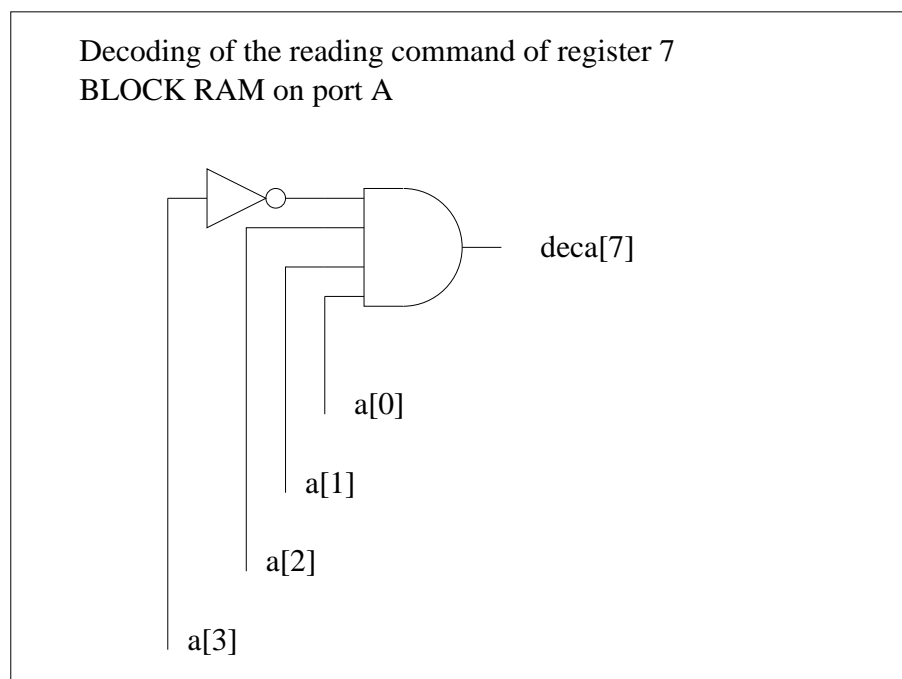 Decoding of the reading command of register 7
BLOCK RAM on port A
deca[7]
a[0]
a[1]
a[2]
a[3]